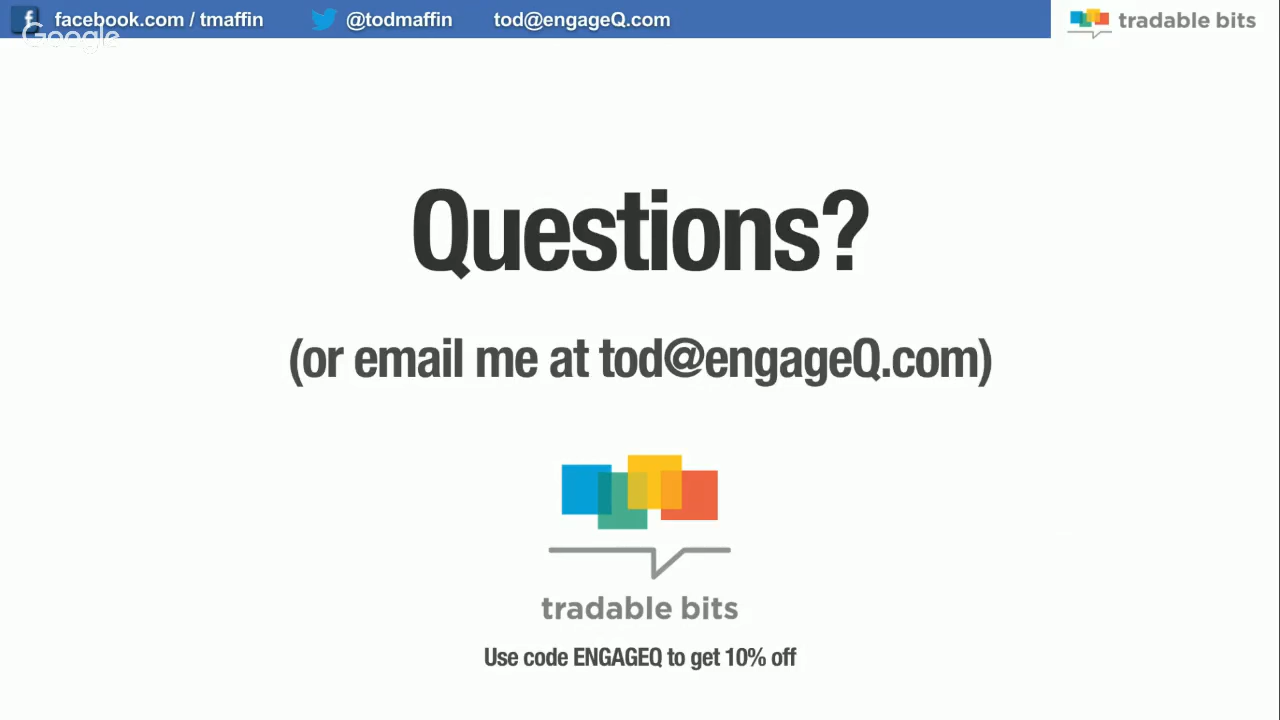 facebook.com / tmaffin @todmaffin tod@engageQ.com tradable bits
Google
Questions?
(or email me at tod@engageQ.com)
tradable bits
Use code ENGAGEQ to get 10% off